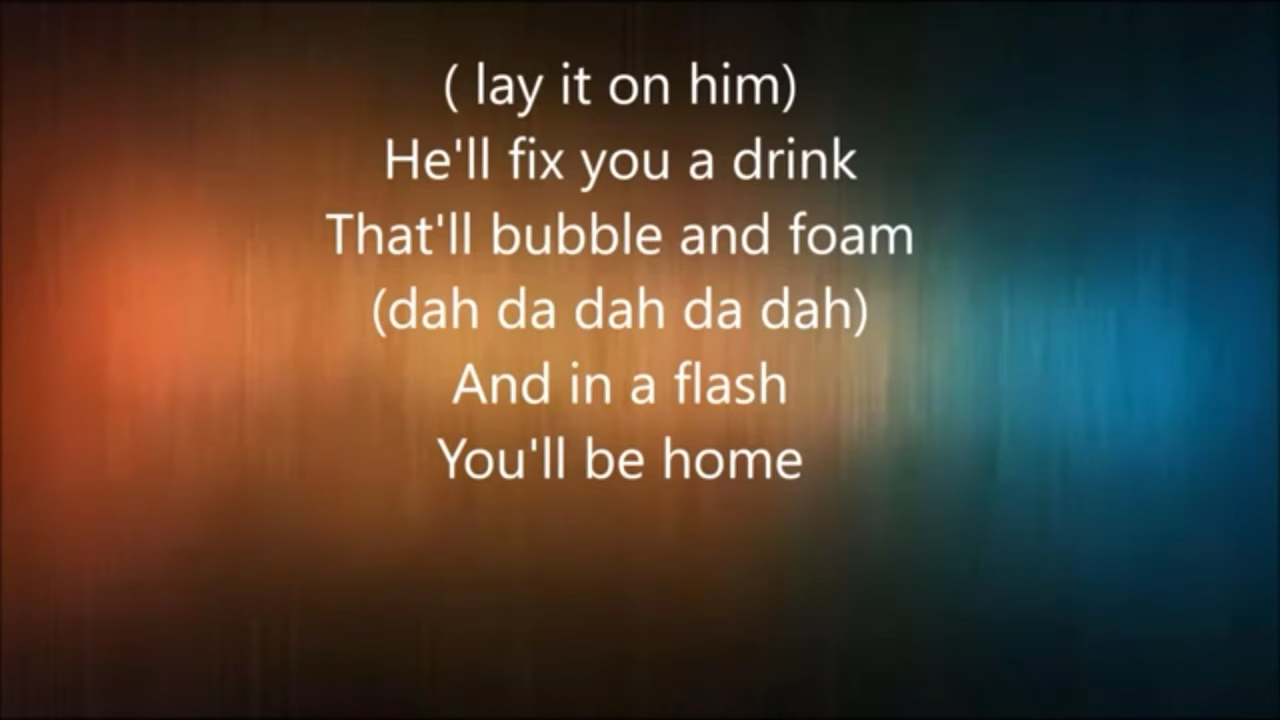 ( lay it on him)
He'll fix you a drink
That'll bubble and foam
(dah da dah da dah)
And in a flash
You'll be home